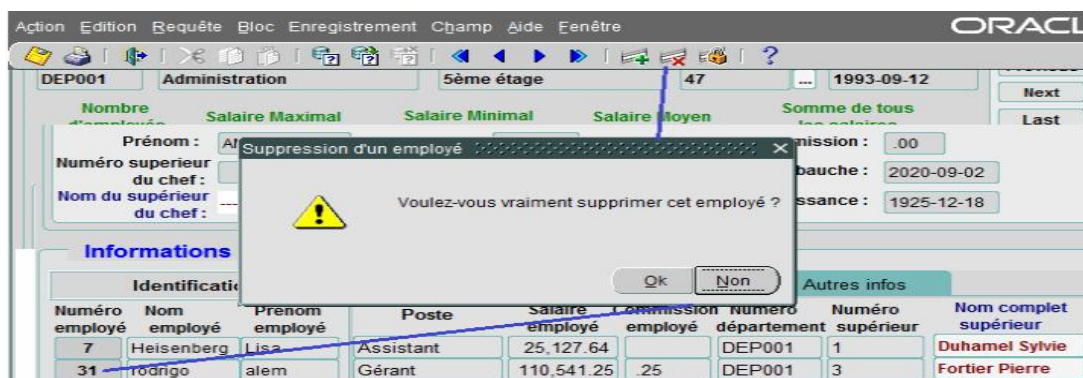 Action Edition Requête Bloc Enregistrement Champ Aide Fenêtre ORACL
DEP001 Administration 5ème étage 47 ... 1993-09-12
Next
Nombre Salaire Maximal Salaire Minimal Salaire Moyen Somme de tous
Last
Prénom : .00
Suppression d'un employé
Numéro superieur du chef : 2020-09-02
Nom du supérieur du chef : 1925-12-18
Voulez-vous vraiment supprimer cet employé ?
Ok Non
Informations
Autres infos
Numéro employé Nom employé Prenom employé Poste Salaire employé Commission employé Numéro département Numéro supérieur Nom complet supérieur
7 Heisenberg Lisa Assistant 25,127.64 DEP001 1 Duhamel Sylvie
31 rodrigo alem Gérant 110,541.25 .25 DEP001 3 Fortier Pierre